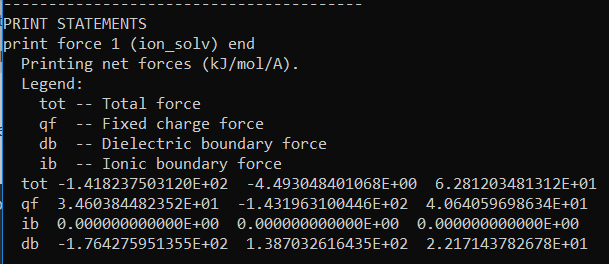 ----------------------------------------
PRINT STATEMENTS
print force 1 (ion_solv) end
  Printing net forces (kJ/mol/A).
  Legend:
    tot -- Total force
    qf  -- Fixed charge force
    db  -- Dielectric boundary force
    ib  -- Ionic boundary force
  tot -1.418237503120E+02  -4.493048401068E+00  6.281203481312E+01
  qf  3.460384482352E+01  -1.431963100446E+02  4.064059698634E+01
  ib  0.000000000000E+00  0.000000000000E+00  0.000000000000E+00
  db  -1.764275951355E+02  1.387032616435E+02  2.217143782678E+01